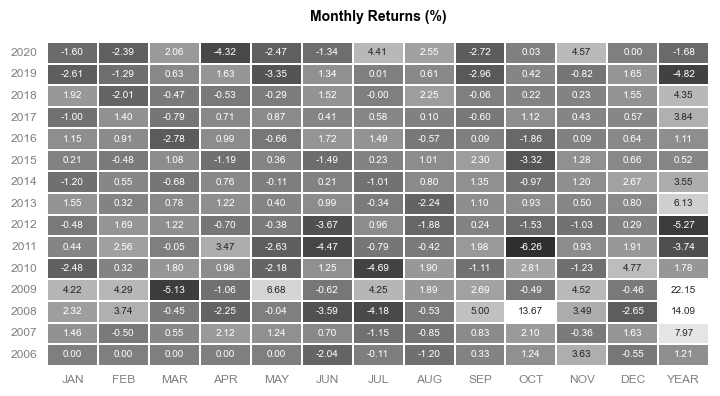 Monthly Returns (%)
2020 -1.60 -2.39 2.06 -4.32 -2.47 -1.34 4.41 2.55 -2.72 0.03 4.57 0.00 -1.68
2019 -2.61 -1.29 0.63 1.63 -3.35 1.34 0.01 0.61 -2.96 0.42 -0.82 1.65 -4.82
2018 1.92 -2.01 -0.47 -0.53 -0.29 1.52 -0.00 2.25 -0.06 0.22 0.23 1.55 4.35
2017 -1.00 1.40 -0.79 0.71 0.87 0.41 0.58 0.10 -0.60 1.12 0.43 0.57 3.84
2016 1.15 0.91 -2.78 0.99 -0.66 1.72 1.49 -0.57 0.09 -1.86 0.09 0.64 1.11
2015 0.21 -0.48 1.08 -1.19 0.36 -1.49 0.23 1.01 2.30 -3.32 1.28 0.66 0.52
2014 -1.20 0.55 -0.68 0.76 -0.11 0.21 -1.01 0.80 1.35 -0.97 1.20 2.67 3.55
2013 1.55 0.32 0.78 1.22 0.40 0.99 -0.34 -2.24 1.10 0.93 0.50 0.80 6.13
2012 -0.48 1.69 1.22 -0.70 -0.38 -3.67 0.96 -1.88 0.24 -1.53 -1.03 0.29 -5.27
2011 0.44 2.56 -0.05 3.47 -2.63 -4.47 -0.79 -0.42 1.98 -6.26 0.93 1.91 -3.74
2010 -2.48 0.32 1.80 0.98 -2.18 1.25 -4.69 1.90 -1.11 2.81 -1.23 4.77 1.78
2009 4.22 4.29 -5.13 -1.06 6.68 -0.62 4.25 1.89 2.69 -0.49 4.52 -0.46 22.15
2008 2.32 3.74 -0.45 -2.25 -0.04 -3.59 -4.18 -0.53 5.00 13.67 3.49 -2.65 14.09
2007 1.46 -0.50 0.55 2.12 1.24 0.70 -1.15 -0.85 0.83 2.10 -0.36 1.63 7.97
2006 0.00 0.00 0.00 0.00 0.00 -2.04 -0.11 -1.20 0.33 1.24 3.63 -0.55 1.21
JAN FEB MAR APR MAY JUN JUL AUG SEP OCT NOV DEC YEAR